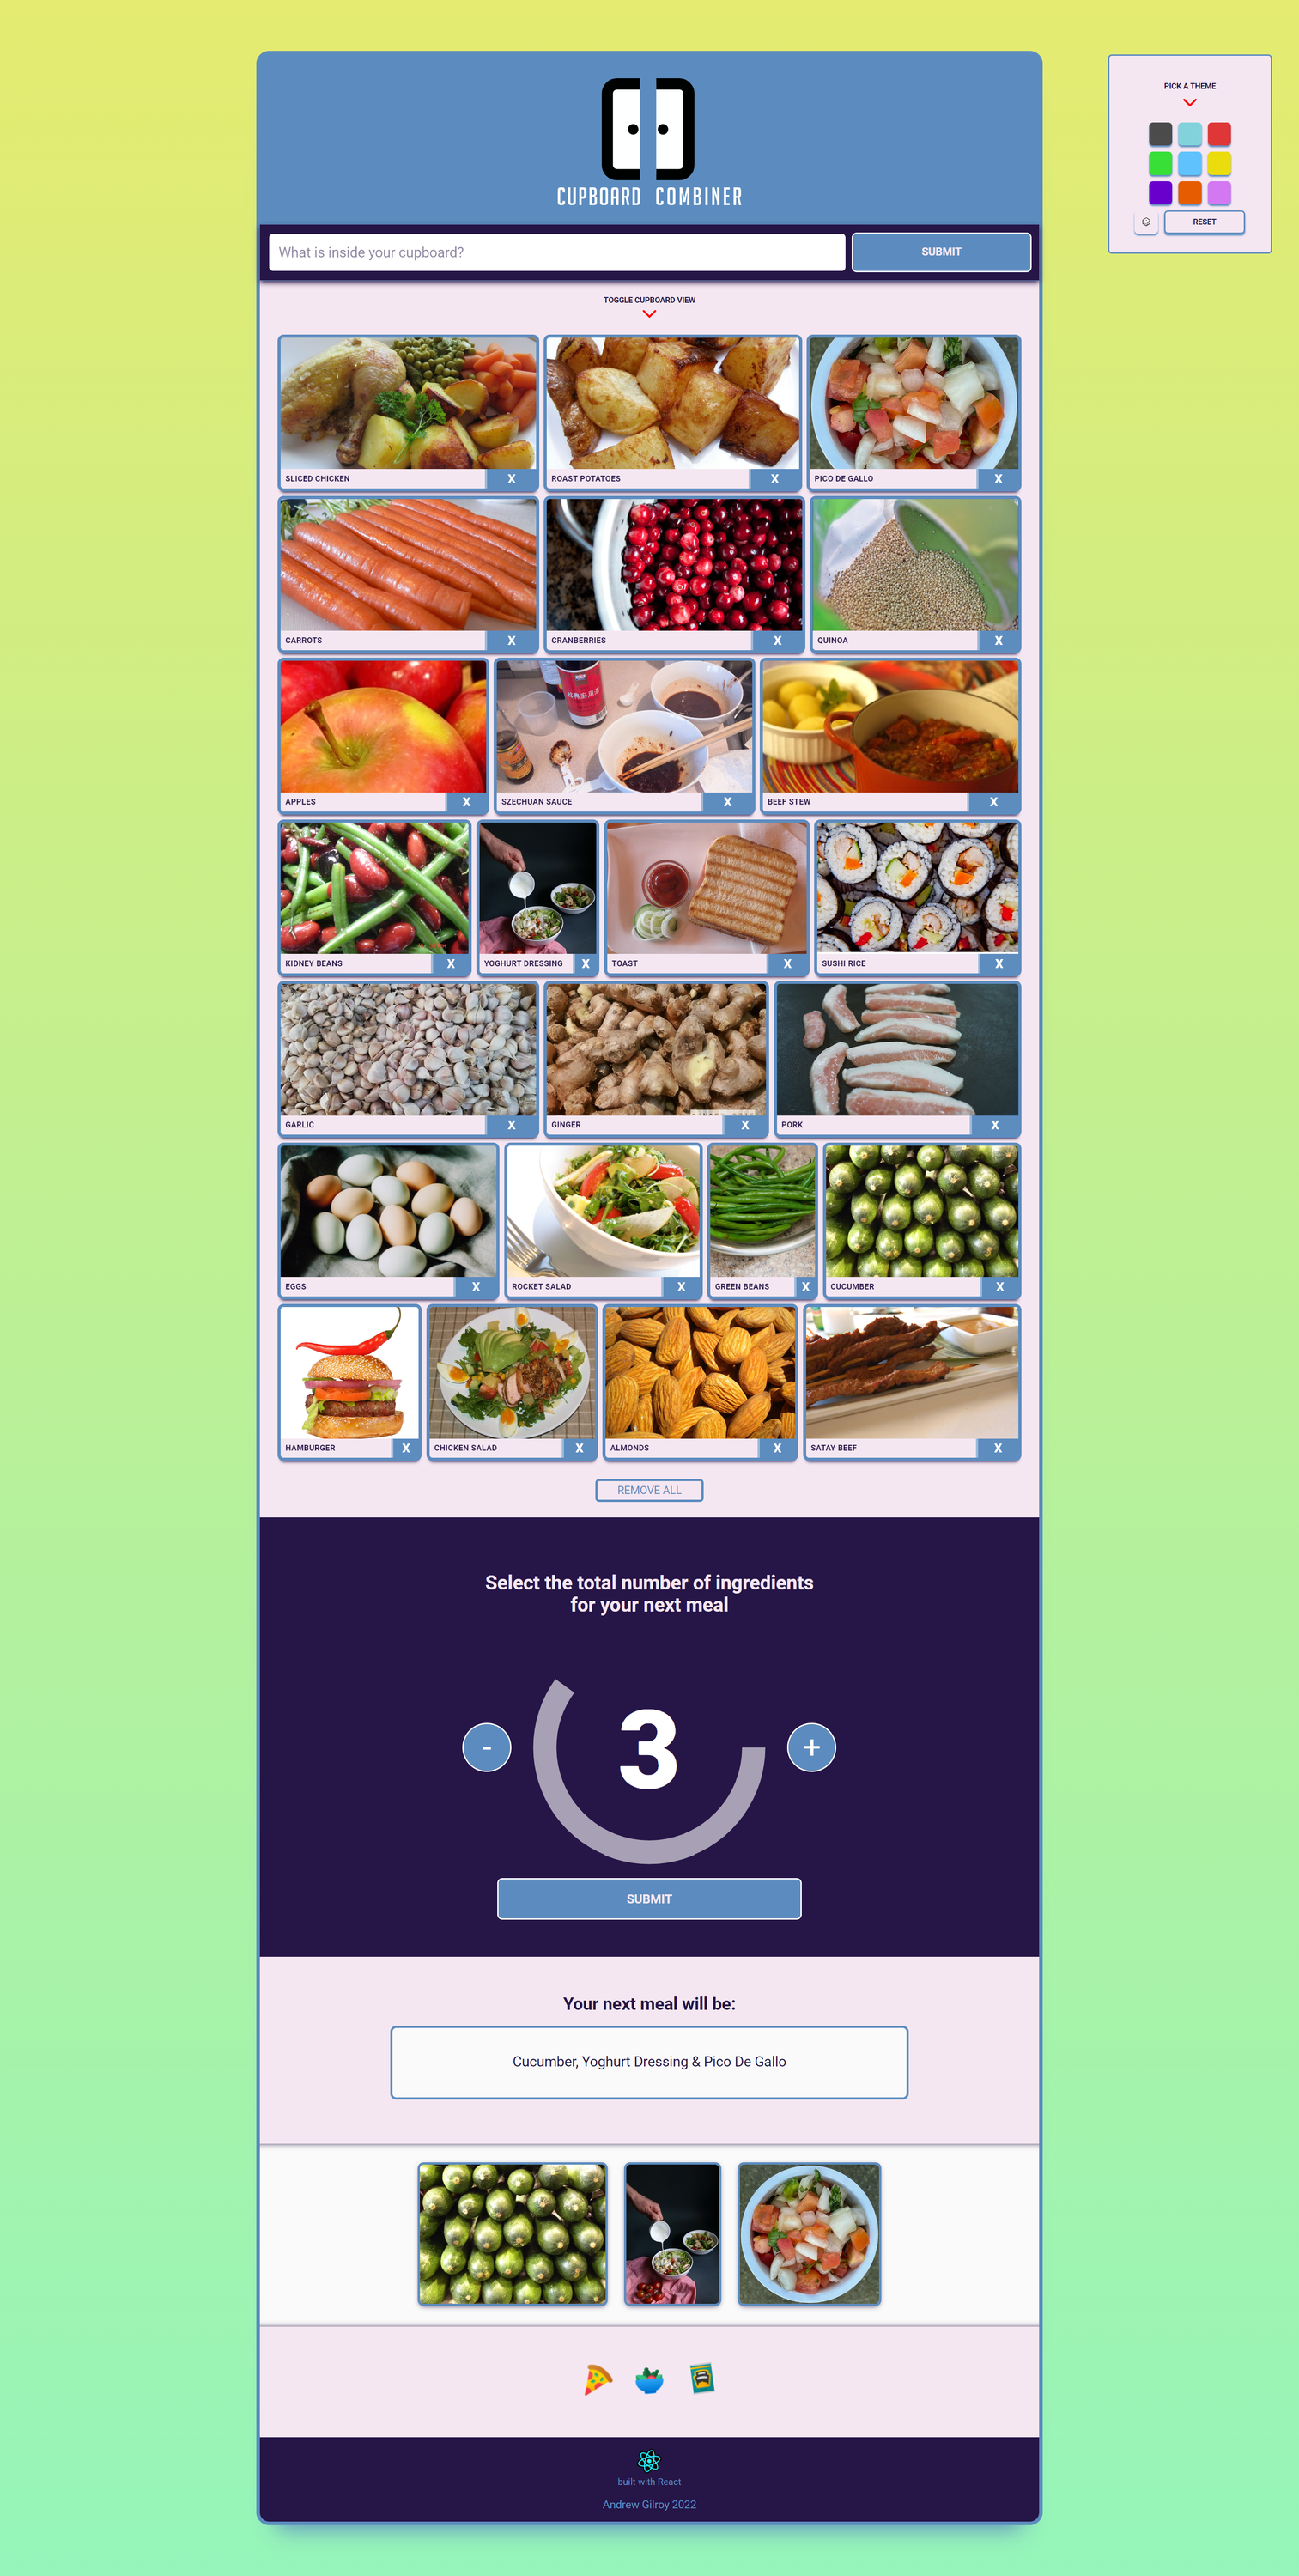 CUPBOARD COMBINER
PICK A THEME
RESET
What is inside your cupboard?
SUBMIT
TOGGLE CUPBOARD VIEW
SLICED CHICKEN X
ROAST POTATOES X
PICO DE GALLO X
CARROTS X
CRANBERRIES X
QUINOA X
APPLES X
SZECHUAN SAUCE X
BEEF STEW X
KIDNEY BEANS X
YOGHURT DRESSING X
TOAST X
SUSHI RICE X
GARLIC X
GINGER X
PORK X
EGGS X
ROCKET SALAD X
GREEN BEANS X
CUCUMBER X
HAMBURGER X
CHICKEN SALAD X
ALMONDS X
SATAY BEEF X
REMOVE ALL
Select the total number of ingredients
for your next meal
- 3 +
SUBMIT
Your next meal will be:
Cucumber, Yoghurt Dressing & Pico De Gallo
built with React
Andrew Gilroy 2022